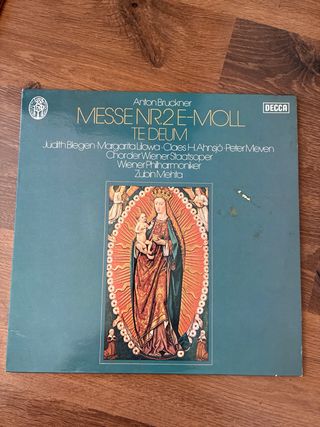 Anton Bruckner
MESSE NR.2 E-MOLL
TE DEUM
Judith Blegen · Margarita Lilowa · Claes H. Ahnsjö · Peter Meven
Chor der Wiener Staatsoper
Wiener Philharmoniker
Zubin Mehta
DECCA